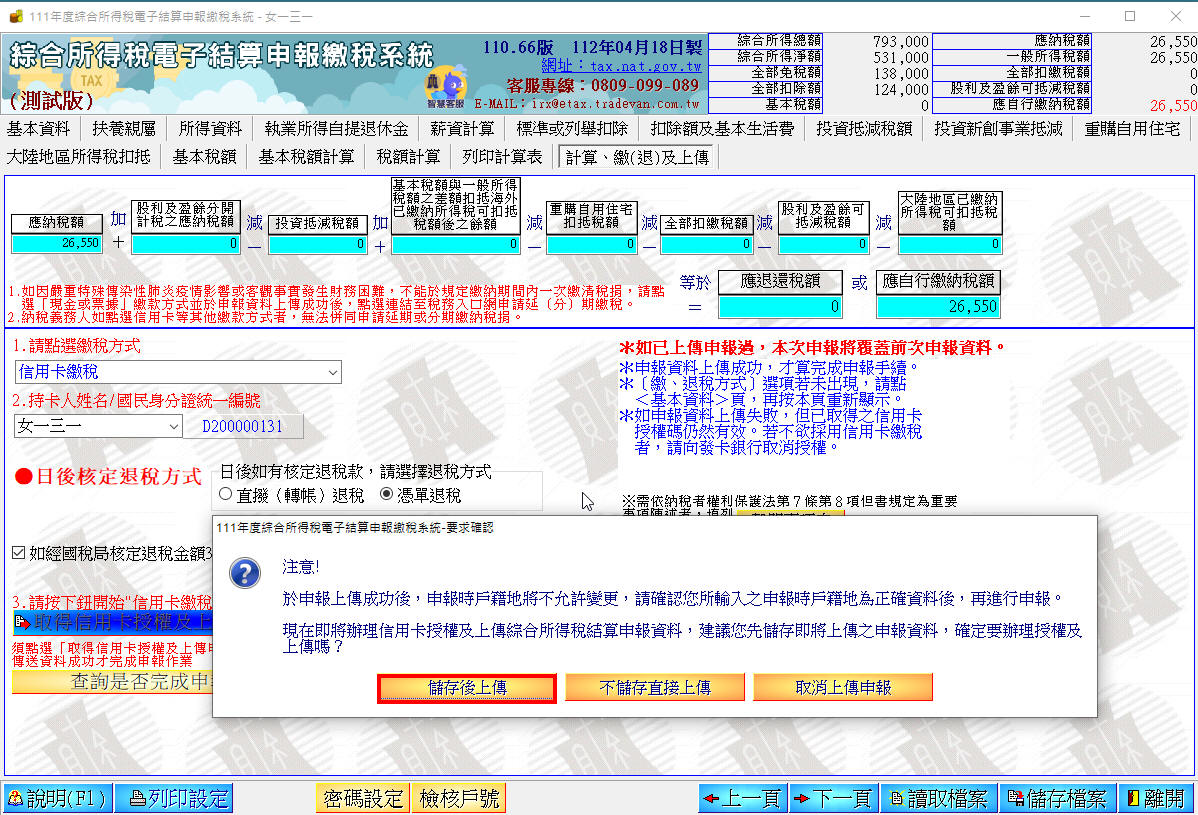 111年度綜合所得稅電子結算申報繳稅系統 - 女一三一
綜合所得稅電子結算申報繳稅系統
TAX
(測試版)
智慧客服
110.66版 112年04月18日製
網址：tax.nat.gov.tw
客服專線：0809-099-089
E-MAIL：irx@etax.tradevan.com.tw
綜合所得總額 793,000 應納稅額 26,550
綜合所得淨額 531,000 一般所得稅額 26,550
全部免稅額 138,000 全部扣繳稅額 0
全部扣除額 124,000 股利及盈餘可抵減稅額 0
基本稅額 0 應自行繳納稅額 26,550
基本資料 扶養親屬 所得資料 執業所得自提退休金 薪資計算 標準或列舉扣除 扣除額及基本生活費 投資抵減稅額 投資新創事業抵減 重購自用住宅
大陸地區所得稅扣抵 基本稅額 基本稅額計算 稅額計算 列印計算表 計算、繳(退)及上傳
應納稅額
26,550
加
+
股利及盈餘分開
計稅之應納稅額
0
減
—
投資抵減稅額
0
加
+
基本稅額與一般所得
稅額之差額扣抵海外
已繳納所得稅可扣抵
稅額後之餘額
0
減
—
重購自用住宅
扣抵稅額
0
減
—
全部扣繳稅額
0
減
—
股利及盈餘可
抵減稅額
0
減
—
大陸地區已繳納
所得稅可扣抵稅
額
0
1.如因嚴重特殊傳染性肺炎疫情影響或客觀事實發生財務困難，不能於規定繳納期間內一次繳清稅捐，請點
選「現金或票據」繳款方式並於申報資料上傳成功後，點選連結至稅務入口網申請延（分）期繳稅。
2.納稅義務人如點選信用卡等其他繳款方式者，無法併同申請延期或分期繳納稅捐。
等於
=
應退還稅額
0
或
應自行繳納稅額
26,550
1.請點選繳稅方式
信用卡繳稅
2.持卡人姓名/國民身分證統一編號
女一三一 D200000131
●日後核定退稅方式
日後如有核定退稅款，請選擇退稅方式
直撥（轉帳）退稅 憑單退稅
＊如已上傳申報過，本次申報將覆蓋前次申報資料。
＊申報資料上傳成功，才算完成申報手續。
＊〔繳、退稅方式〕選項若未出現，請點
＜基本資料＞頁，再按本頁重新顯示。
＊如申報資料上傳失敗，但已取得之信用卡
授權碼仍然有效。若不欲採用信用卡繳稅
者，請向發卡銀行取消授權。
※需依納稅者權利保護法第7條第8項但書規定為重要
事項陳述者，填列
如經國稅局核定退稅金額3
3.請按下鈕開始"信用卡繳稅
取得信用卡授權及上
須點選「取得信用卡授權及上傳申
傳送資料成功才完成申報作業
查詢是否完成申
111年度綜合所得稅電子結算申報繳稅系統-要求確認
注意!
於申報上傳成功後，申報時戶籍地將不允許變更，請確認您所輸入之申報時戶籍地為正確資料後，再進行申報。
現在即將辦理信用卡授權及上傳綜合所得稅結算申報資料，建議您先儲存即將上傳之申報資料，確定要辦理授權及
上傳嗎？
儲存後上傳 不儲存直接上傳 取消上傳申報
說明(F1) 列印設定 密碼設定 檢核戶號 上一頁 下一頁 讀取檔案 儲存檔案 離開